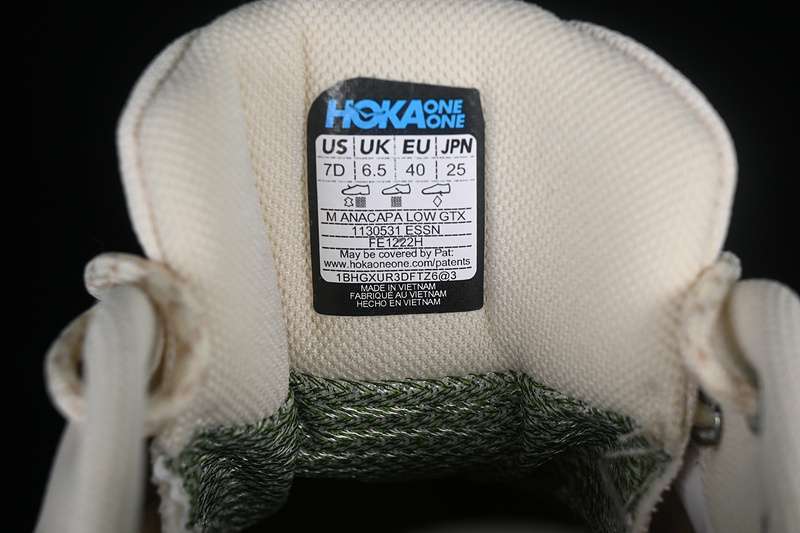 HOKA ONE ONE
US UK EU JPN
7D 6.5 40 25
M ANACAPA LOW GTX
1130531 ESSN
FE1222H
May be covered by Pat:
www.hokaoneone.com/patents
1BHGXUR3DFTZ6@3
MADE IN VIETNAM
FABRIQUÉ AU VIETNAM
HECHO EN VIETNAM